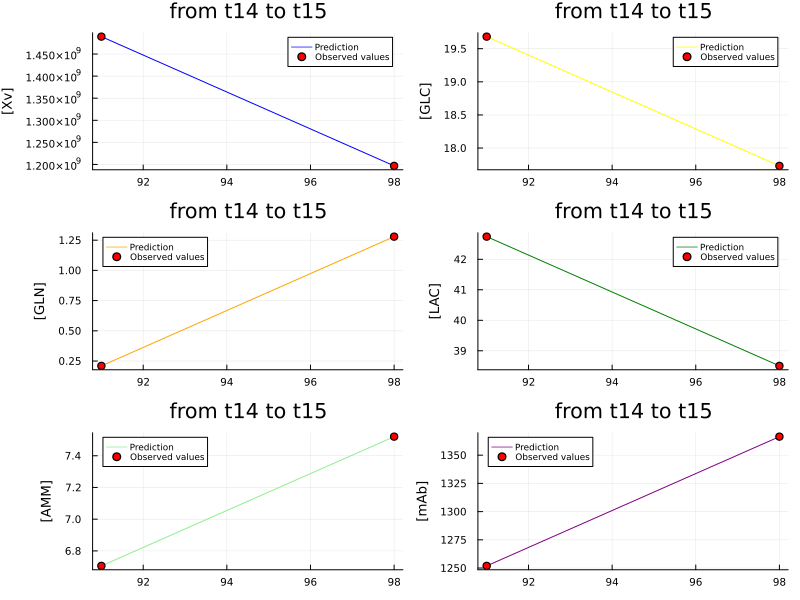 from t14 to t15
[Xv]
1.450×10⁹
1.400×10⁹
1.350×10⁹
1.300×10⁹
1.250×10⁹
1.200×10⁹
92 94 96 98
Prediction
Observed values
from t14 to t15
[GLC]
19.5
19.0
18.5
18.0
92 94 96 98
Prediction
Observed values
from t14 to t15
[GLN]
1.25
1.00
0.75
0.50
0.25
92 94 96 98
Prediction
Observed values
from t14 to t15
[LAC]
42
41
40
39
92 94 96 98
Prediction
Observed values
from t14 to t15
[AMM]
7.4
7.2
7.0
6.8
92 94 96 98
Prediction
Observed values
from t14 to t15
[mAb]
1350
1325
1300
1275
1250
92 94 96 98
Prediction
Observed values